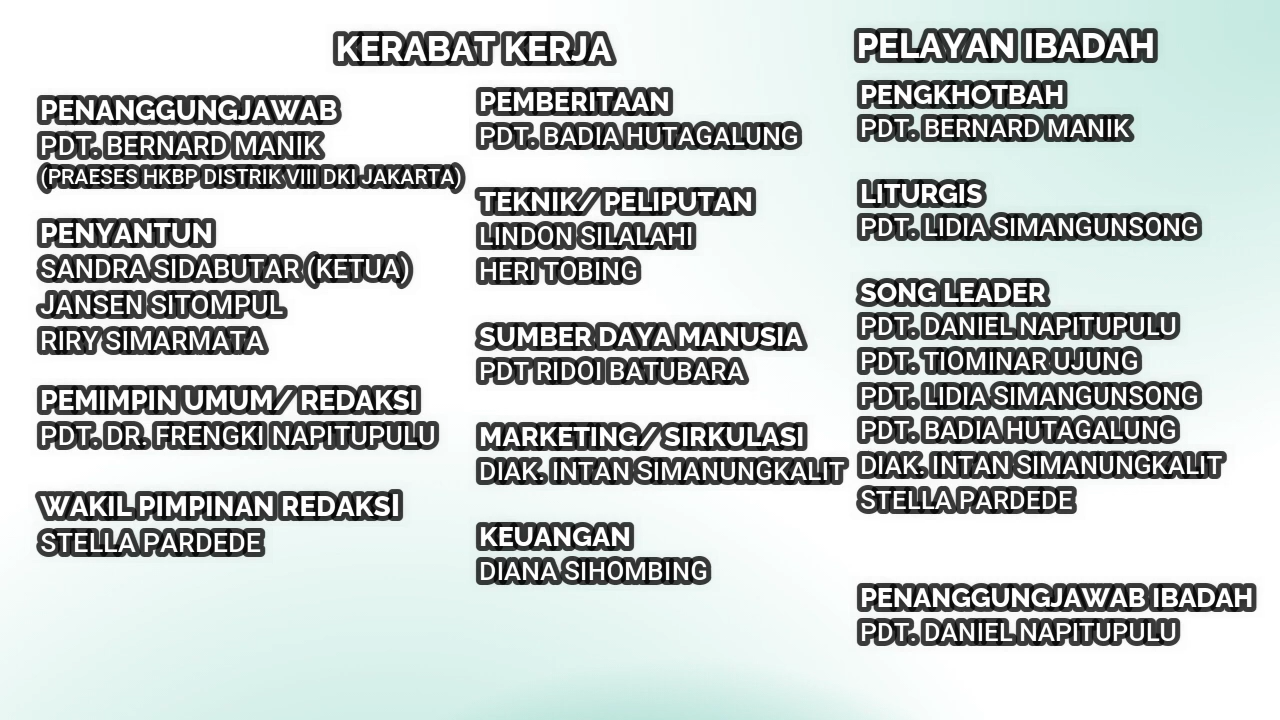 KERABAT KERJA
PENANGGUNGJAWAB
PDT. BERNARD MANIK
(PRAESES HKBP DISTRIK VIII DKI JAKARTA)
PENYANTUN
SANDRA SIDABUTAR (KETUA)
JANSEN SITOMPUL
RIRY SIMARMATA
PEMIMPIN UMUM/ REDAKSI
PDT. DR. FRENGKI NAPITUPULU
WAKIL PIMPINAN REDAKSI
STELLA PARDEDE
PEMBERITAAN
PDT. BADIA HUTAGALUNG
TEKNIK/ PELIPUTAN
LINDON SILALAHI
HERI TOBING
SUMBER DAYA MANUSIA
PDT RIDOI BATUBARA
MARKETING/ SIRKULASI
DIAK. INTAN SIMANUNGKALIT
KEUANGAN
DIANA SIHOMBING
PELAYAN IBADAH
PENGKHOTBAH
PDT. BERNARD MANIK
LITURGIS
PDT. LIDIA SIMANGUNSONG
SONG LEADER
PDT. DANIEL NAPITUPULU
PDT. TIOMINAR UJUNG
PDT. LIDIA SIMANGUNSONG
PDT. BADIA HUTAGALUNG
DIAK. INTAN SIMANUNGKALIT
STELLA PARDEDE
PENANGGUNGJAWAB IBADAH
PDT. DANIEL NAPITUPULU